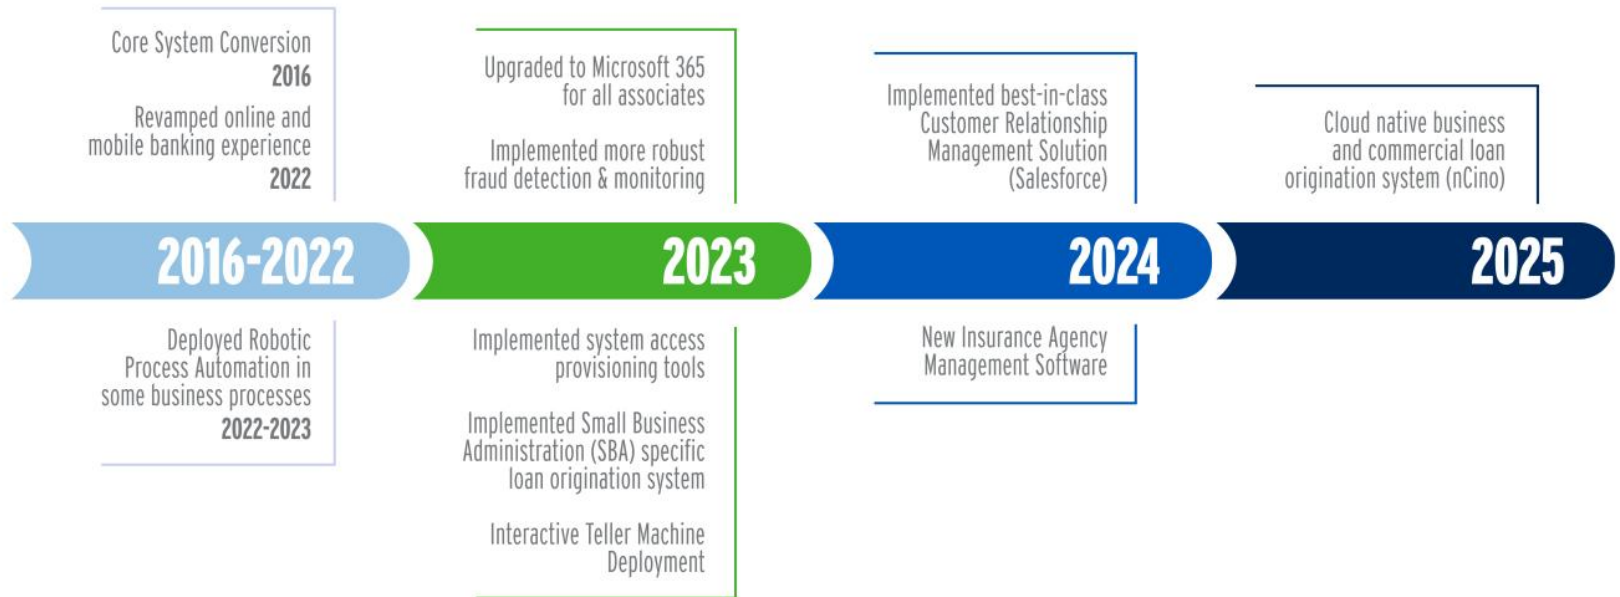 Core System Conversion
2016
Revamped online and
mobile banking experience
2022
2016-2022
Deployed Robotic
Process Automation in
some business processes
2022-2023
Upgraded to Microsoft 365
for all associates
Implemented more robust
fraud detection & monitoring
2023
Implemented system access
provisioning tools
Implemented Small Business
Administration (SBA) specific
loan origination system
Interactive Teller Machine
Deployment
Implemented best-in-class
Customer Relationship
Management Solution
(Salesforce)
2024
New Insurance Agency
Management Software
Cloud native business
and commercial loan
origination system (nCino)
2025